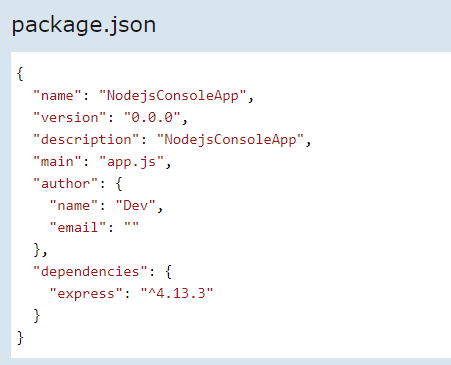 package.json
{
  "name": "NodejsConsoleApp",
  "version": "0.0.0",
  "description": "NodejsConsoleApp",
  "main": "app.js",
  "author": {
    "name": "Dev",
    "email": ""
  },
  "dependencies": {
    "express": "^4.13.3"
  }
}